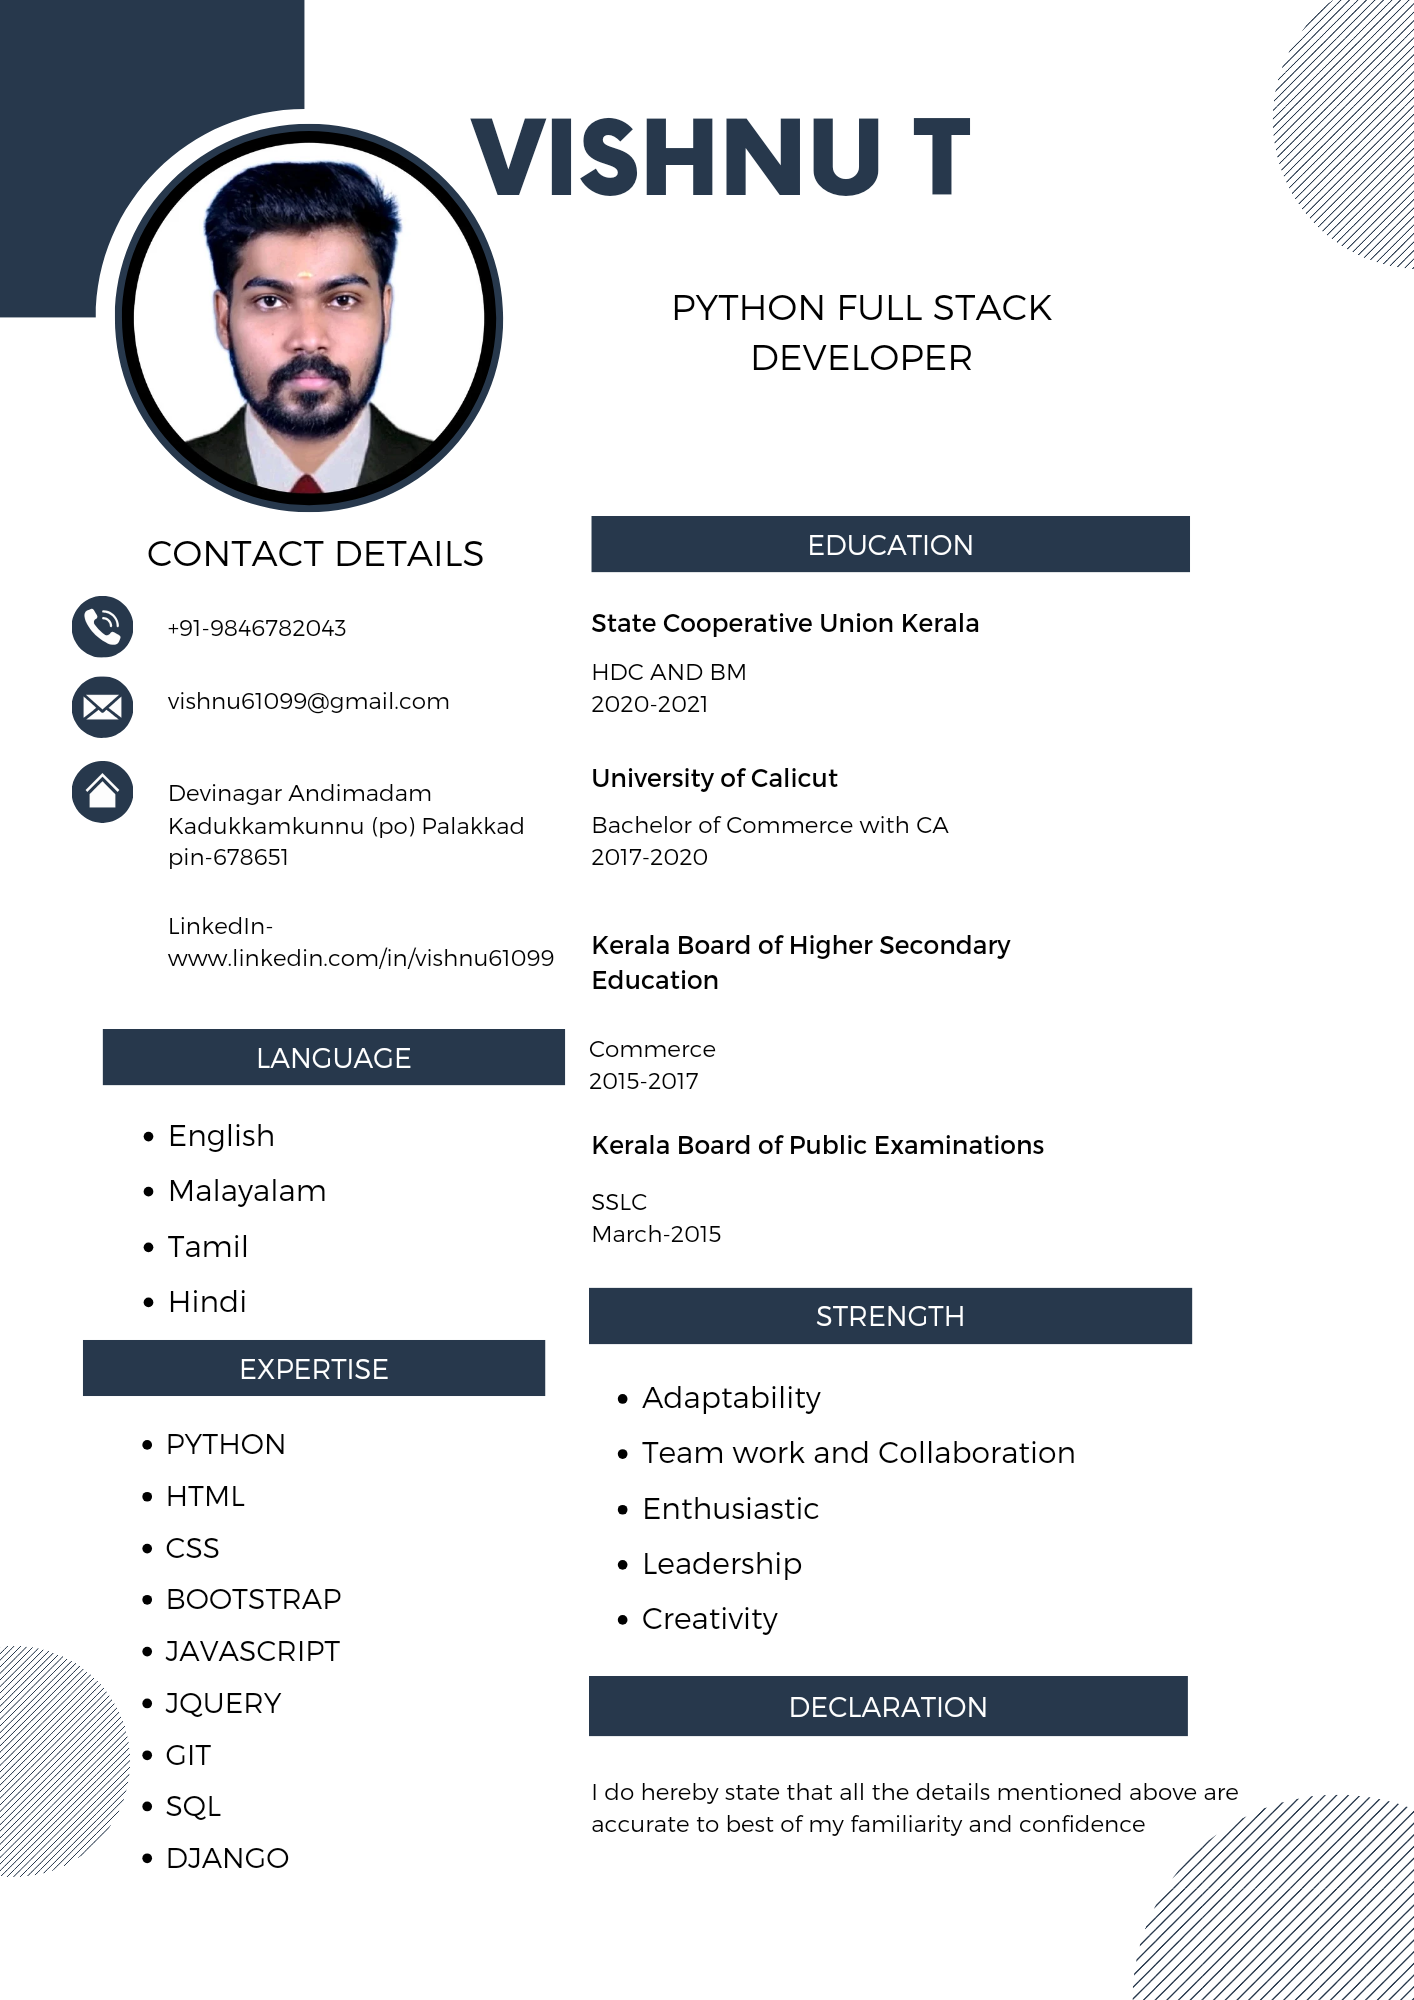 VISHNU T
PYTHON FULL STACK
DEVELOPER
CONTACT DETAILS
+91-9846782043
vishnu61099@gmail.com
Devinagar Andimadam
Kadukkamkunnu (po) Palakkad
pin-678651
LinkedIn-
www.linkedin.com/in/vishnu61099
LANGUAGE
• English
• Malayalam
• Tamil
• Hindi
EXPERTISE
• PYTHON
• HTML
• CSS
• BOOTSTRAP
• JAVASCRIPT
• JQUERY
• GIT
• SQL
• DJANGO
EDUCATION
State Cooperative Union Kerala
HDC AND BM
2020-2021
University of Calicut
Bachelor of Commerce with CA
2017-2020
Kerala Board of Higher Secondary
Education
Commerce
2015-2017
Kerala Board of Public Examinations
SSLC
March-2015
STRENGTH
• Adaptability
• Team work and Collaboration
• Enthusiastic
• Leadership
• Creativity
DECLARATION
I do hereby state that all the details mentioned above are
accurate to best of my familiarity and confidence